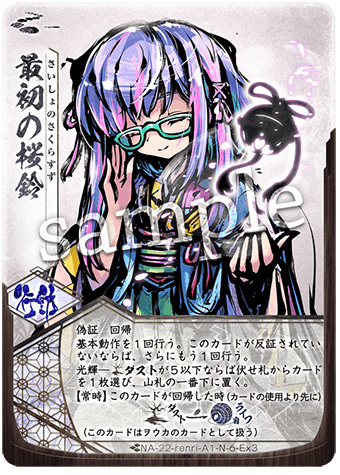 最初の桜鈴
さいしょのさくらすず
sample
行動
偽証　回帰
基本動作を1回行う。このカードが反証されてい
ないならば、さらにもう1回行う。
光輝―ダストが5以下ならば伏せ札からカード
を1枚選び、山札の一番下に置く。
【常時】このカードが回帰した時(カードの使用より先に)
ダスト
(このカードはヲウカのカードとして扱う)
NA-22-renri-A1-N-6-Ex3